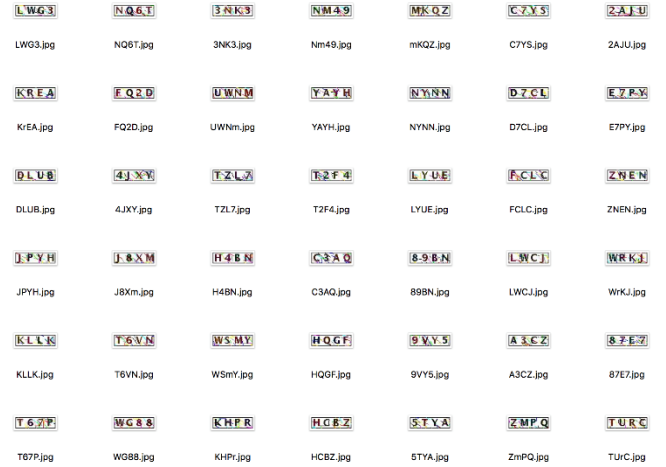 LWG3 NQ6T 3NK3 NM49 MKQZ C7YS 2AJU
LWG3.jpg NQ6T.jpg 3NK3.jpg Nm49.jpg mKQZ.jpg C7YS.jpg 2AJU.jpg
KREA FQ2D UWNM YAYH NYNN D7CL E7PY
KrEA.jpg FQ2D.jpg UWNm.jpg YAYH.jpg NYNN.jpg D7CL.jpg E7PY.jpg
DLUB 4JXY TZL7 T2F4 LYUE FCLC ZNEN
DLUB.jpg 4JXY.jpg TZL7.jpg T2F4.jpg LYUE.jpg FCLC.jpg ZNEN.jpg
JPYH J8XM H4BN C3AQ 89BN LWCJ WRKJ
JPYH.jpg J8Xm.jpg H4BN.jpg C3AQ.jpg 89BN.jpg LWCJ.jpg WrKJ.jpg
KLLK T6VN WSMY HQGF 9VY5 A3CZ 87E7
KLLK.jpg T6VN.jpg WSmY.jpg HQGF.jpg 9VY5.jpg A3CZ.jpg 87E7.jpg
T67P WG88 KHPR HCBZ 5TYA ZMPQ TURC
T67P.jpg WG88.jpg KHPr.jpg HCBZ.jpg 5TYA.jpg ZmPQ.jpg TUrC.jpg